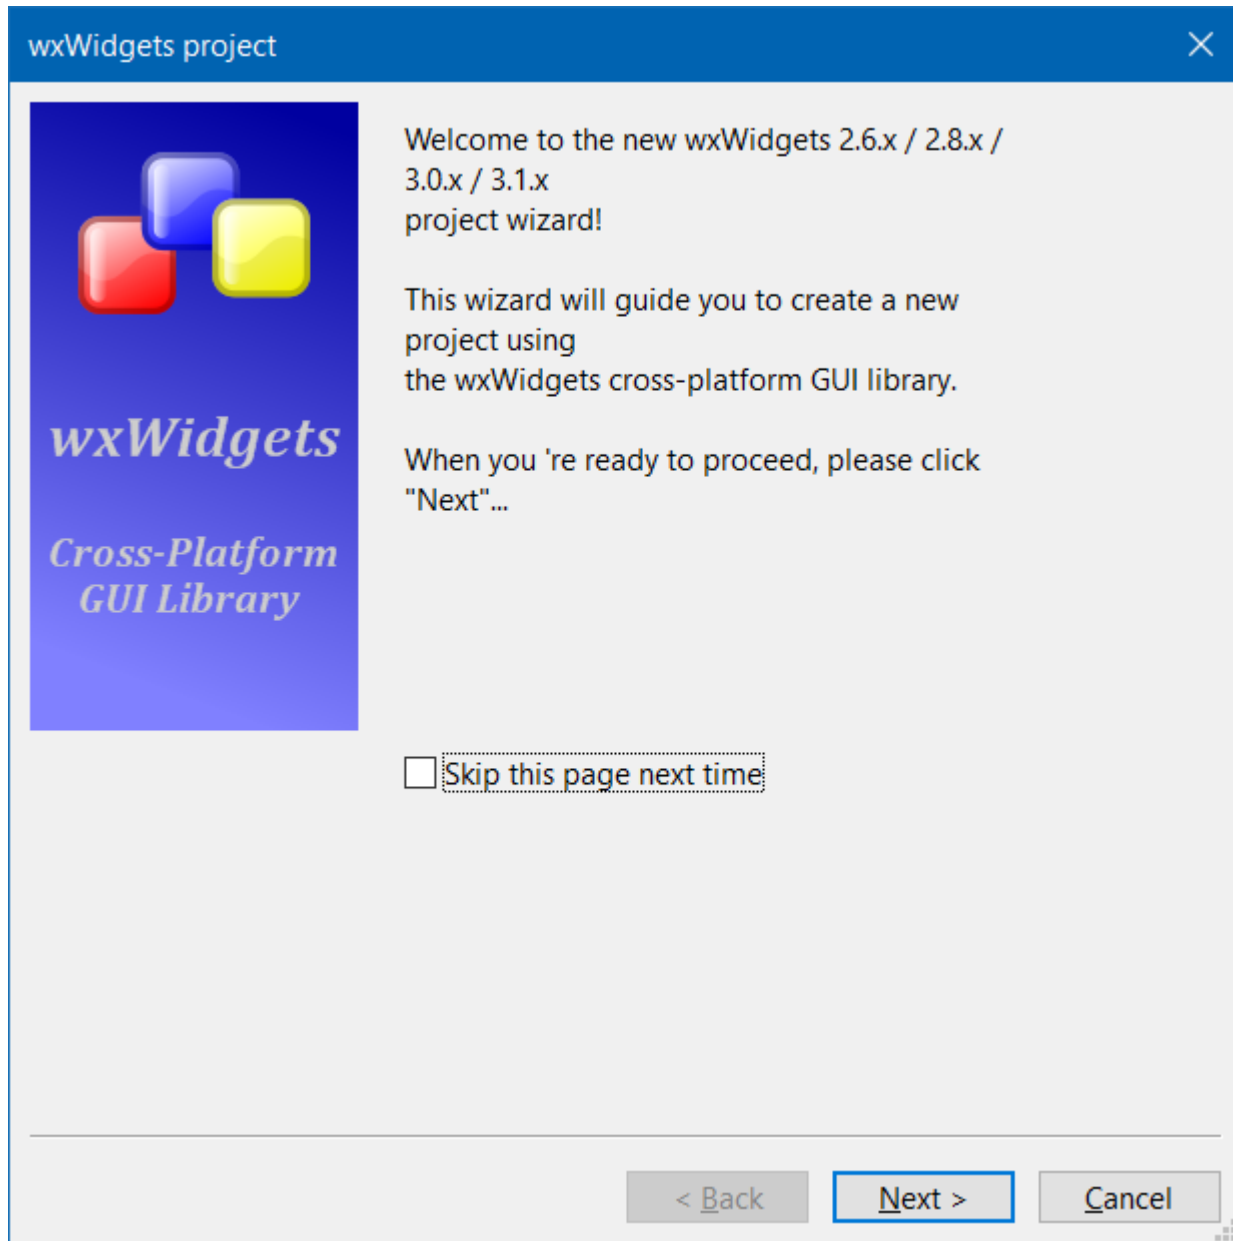 wxWidgets project
wxWidgets
Cross-Platform
GUI Library
Welcome to the new wxWidgets 2.6.x / 2.8.x /
3.0.x / 3.1.x
project wizard!
This wizard will guide you to create a new
project using
the wxWidgets cross-platform GUI library.
When you 're ready to proceed, please click
"Next"...
Skip this page next time
< Back
Next >
Cancel